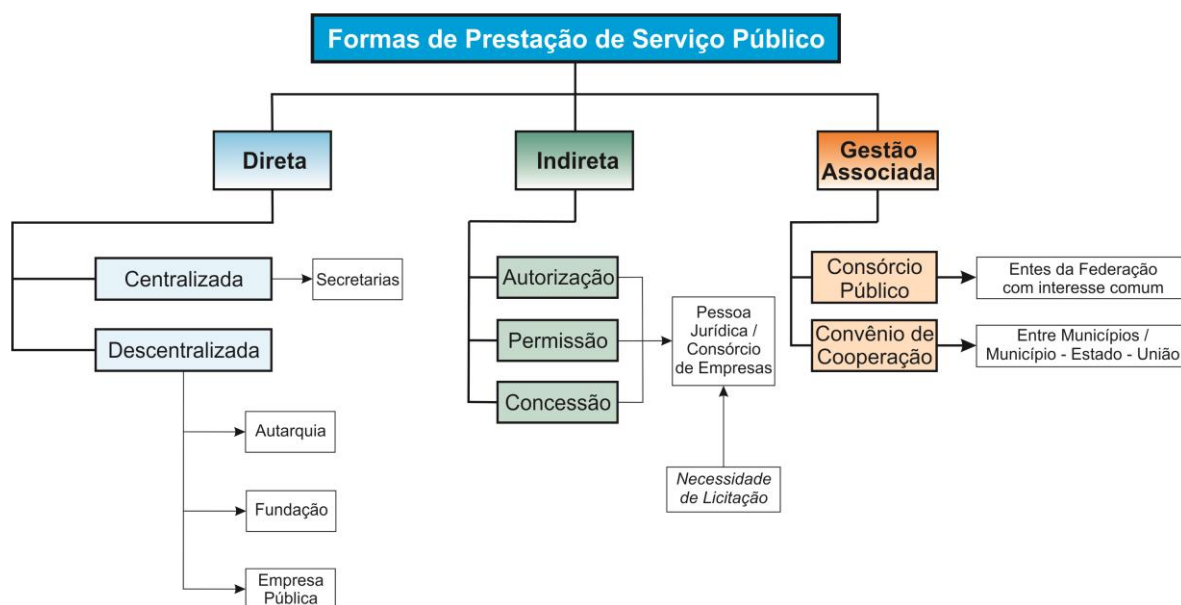 Formas de Prestação de Serviço Público
Direta
Centralizada
Secretarias
Descentralizada
Autarquia
Fundação
Empresa
Pública
Indireta
Autorização
Permissão
Concessão
Pessoa
Jurídica /
Consórcio
de Empresas
Necessidade
de Licitação
Gestão
Associada
Consórcio
Público
Entes da Federação
com interesse comum
Convênio de
Cooperação
Entre Municípios /
Município - Estado - União